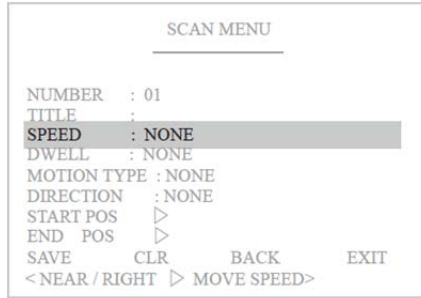 SCAN MENU
NUMBER : 01
TITLE :
SPEED : NONE
DWELL : NONE
MOTION TYPE : NONE
DIRECTION : NONE
START POS ▷
END POS ▷
SAVE CLR BACK EXIT
< NEAR / RIGHT ▷ MOVE SPEED>